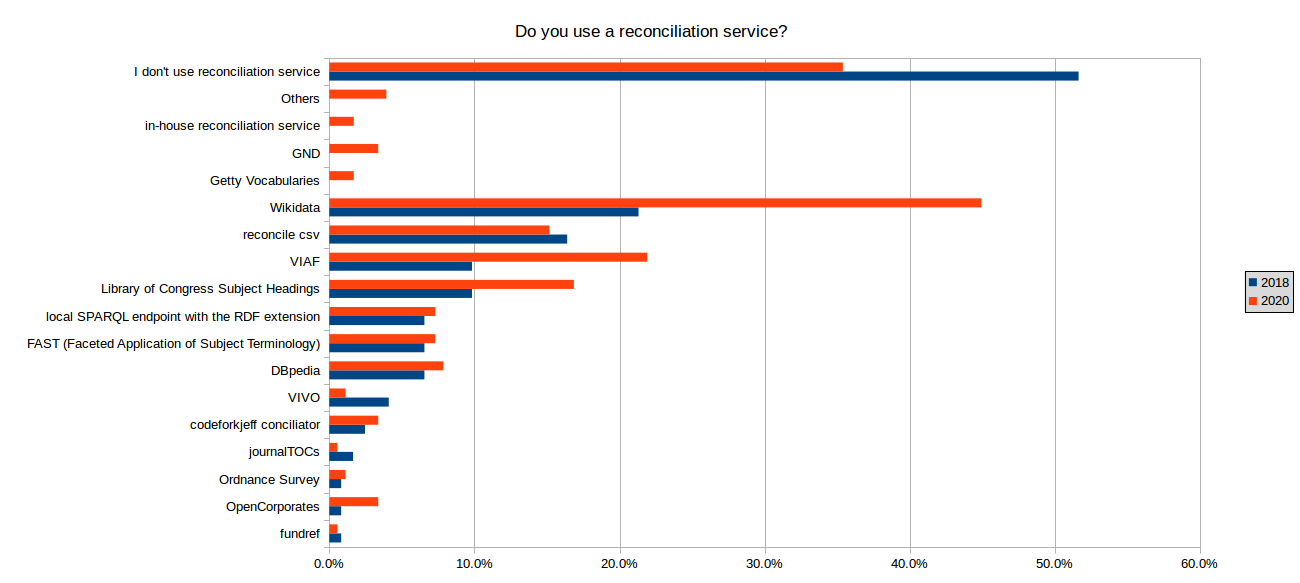 Do you use a reconciliation service?
I don't use reconciliation service
Others
in-house reconciliation service
GND
Getty Vocabularies
Wikidata
reconcile csv
VIAF
Library of Congress Subject Headings
local SPARQL endpoint with the RDF extension
FAST (Faceted Application of Subject Terminology)
DBpedia
VIVO
codeforkjeff conciliator
journalTOCs
Ordnance Survey
OpenCorporates
fundref
0.0% 10.0% 20.0% 30.0% 40.0% 50.0% 60.0%
2018
2020